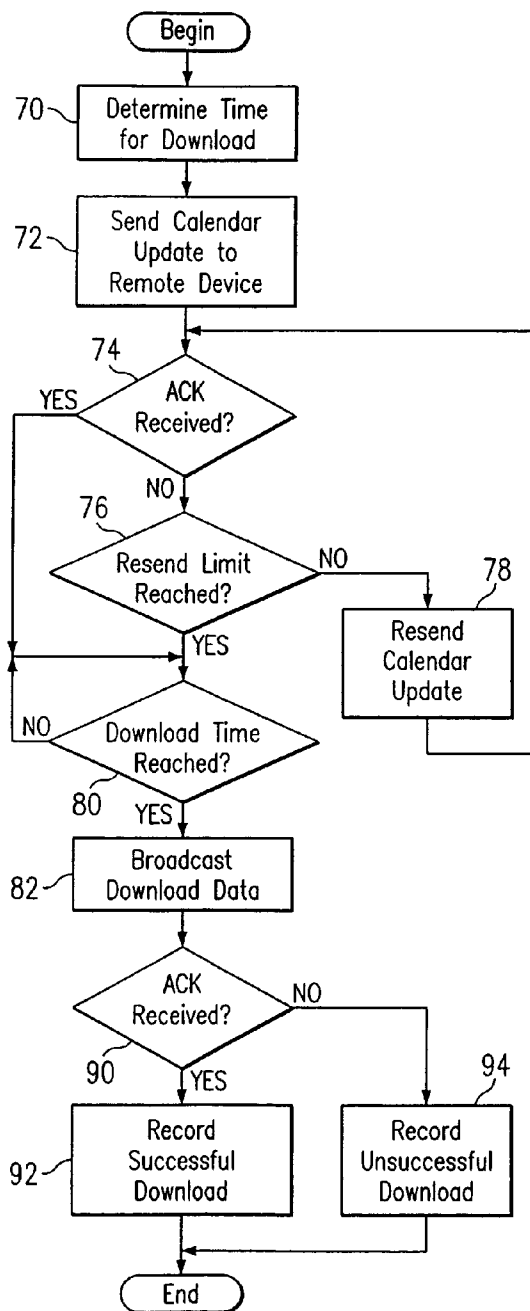 Begin
70
Determine Time
for Download
72
Send Calendar
Update to
Remote Device
74
ACK
Received?
YES
NO
76
Resend Limit
Reached?
NO
YES
78
Resend
Calendar
Update
Download Time
Reached?
NO
80
YES
82
Broadcast
Download Data
ACK
Received?
NO
90
YES
92
Record
Successful
Download
94
Record
Unsuccessful
Download
End